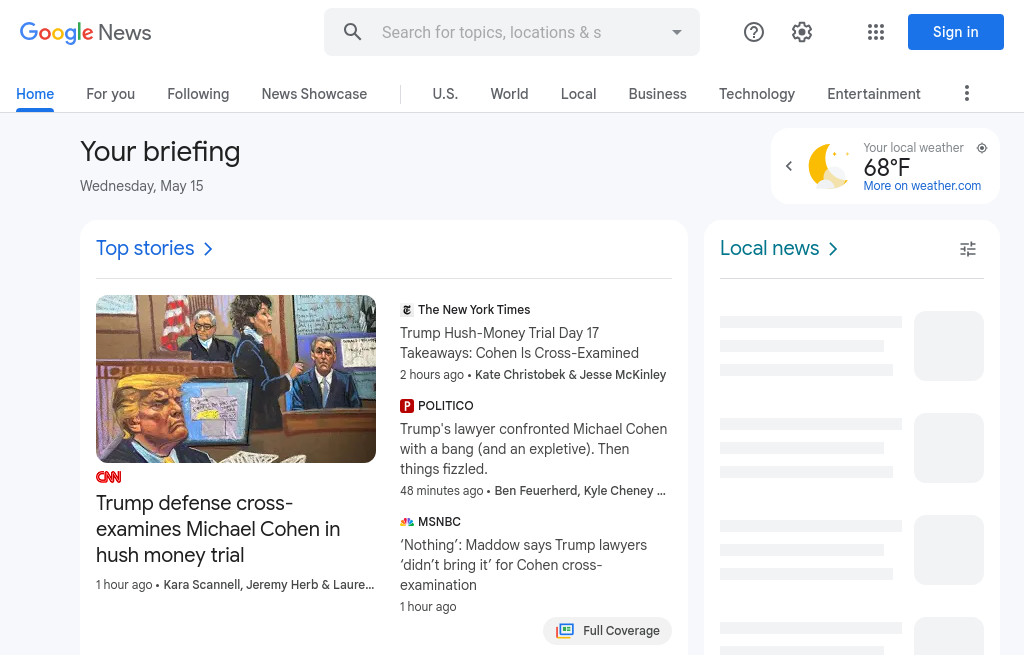 Google News
Search for topics, locations & s
Sign in
Home
For you
Following
News Showcase
U.S.
World
Local
Business
Technology
Entertainment
Your briefing
Wednesday, May 15
Your local weather
68°F
More on weather.com
Top stories
CNN
Trump defense cross-
examines Michael Cohen in
hush money trial
1 hour ago • Kara Scannell, Jeremy Herb & Laure...
The New York Times
Trump Hush-Money Trial Day 17
Takeaways: Cohen Is Cross-Examined
2 hours ago • Kate Christobek & Jesse McKinley
POLITICO
Trump's lawyer confronted Michael Cohen
with a bang (and an expletive). Then
things fizzled.
48 minutes ago • Ben Feuerherd, Kyle Cheney ...
MSNBC
‘Nothing’: Maddow says Trump lawyers
‘didn’t bring it’ for Cohen cross-
examination
1 hour ago
Full Coverage
Local news